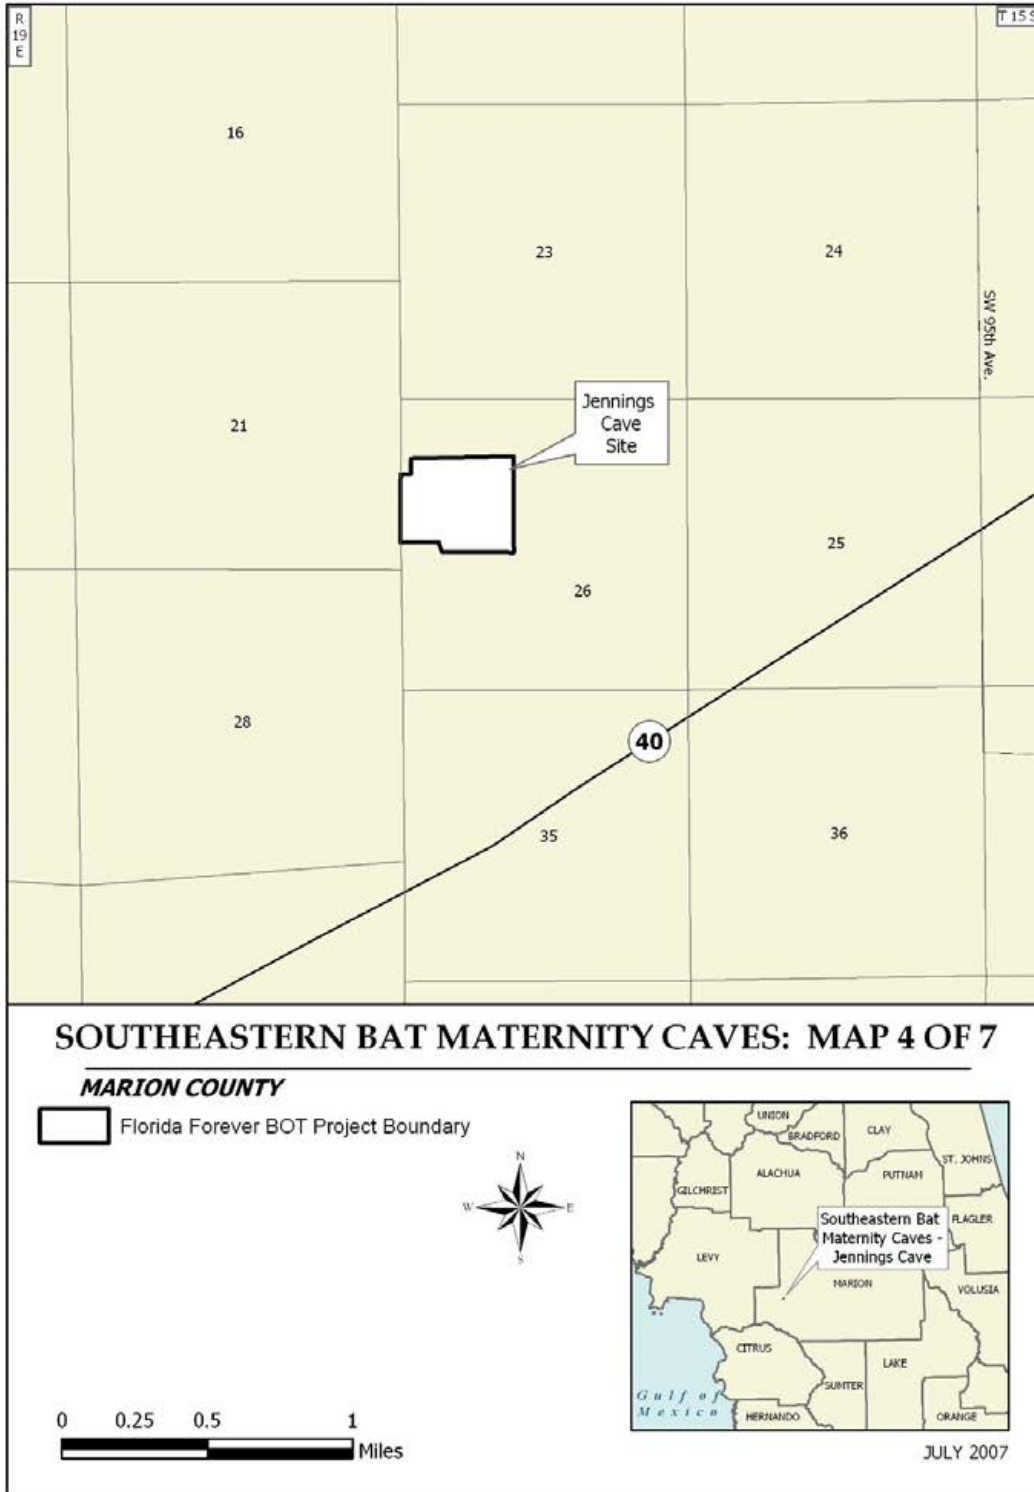 R
19
E
T 15 S
16
23
24
SW 95th Ave.
Jennings
Cave
Site
21
25
26
28
40
35
36
SOUTHEASTERN BAT MATERNITY CAVES: MAP 4 OF 7
MARION COUNTY
Florida Forever BOT Project Boundary
N
W
E
S
0 0.25 0.5 1
Miles
UNION
BRADFORD
CLAY
ST. JOHNS
ALACHUA
PUTNAM
GILCHRIST
FLAGLER
Southeastern Bat
Maternity Caves -
Jennings Cave
LEVY
MARION
VOLUSIA
CITRUS
LAKE
SUMTER
Gulf of
Mexico
HERNANDO
ORANGE
JULY 2007